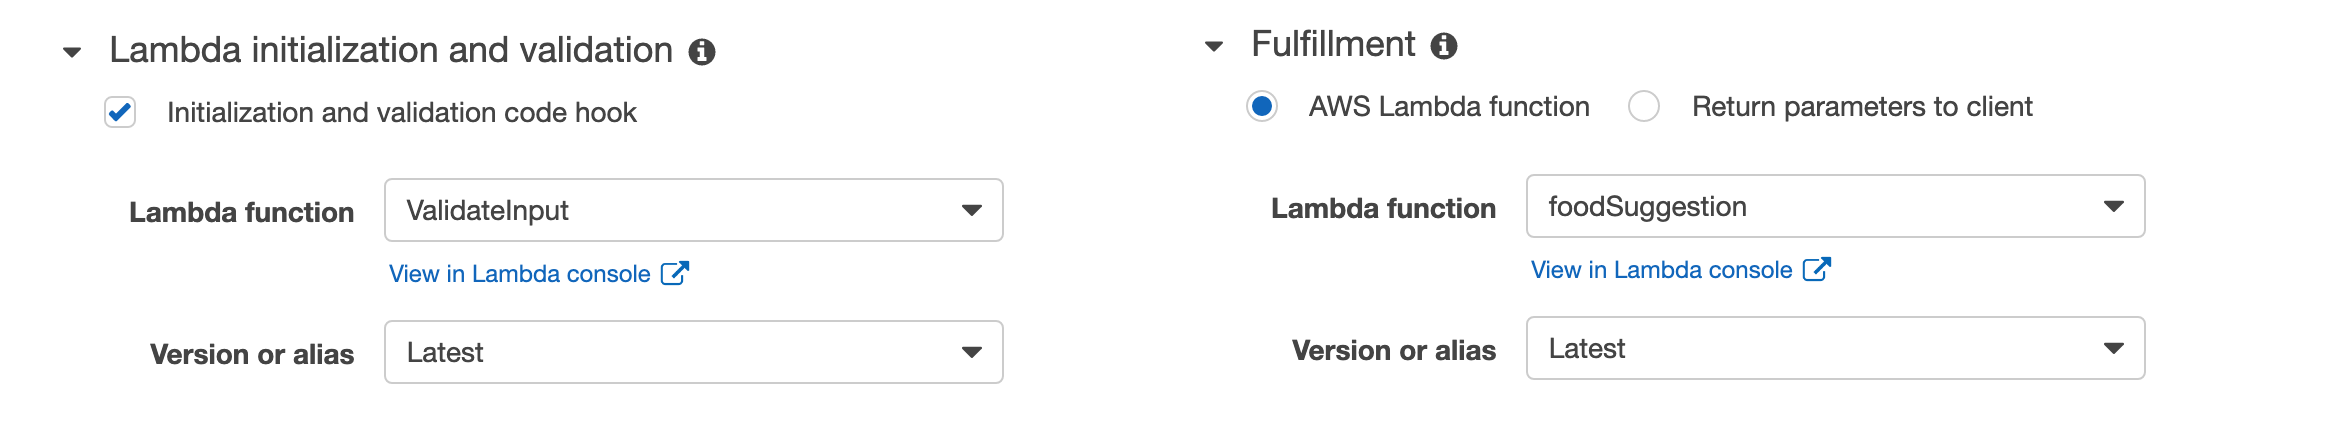 Lambda initialization and validation
Initialization and validation code hook
Lambda function ValidateInput
View in Lambda console
Version or alias Latest
Fulfillment
AWS Lambda function Return parameters to client
Lambda function foodSuggestion
View in Lambda console
Version or alias Latest